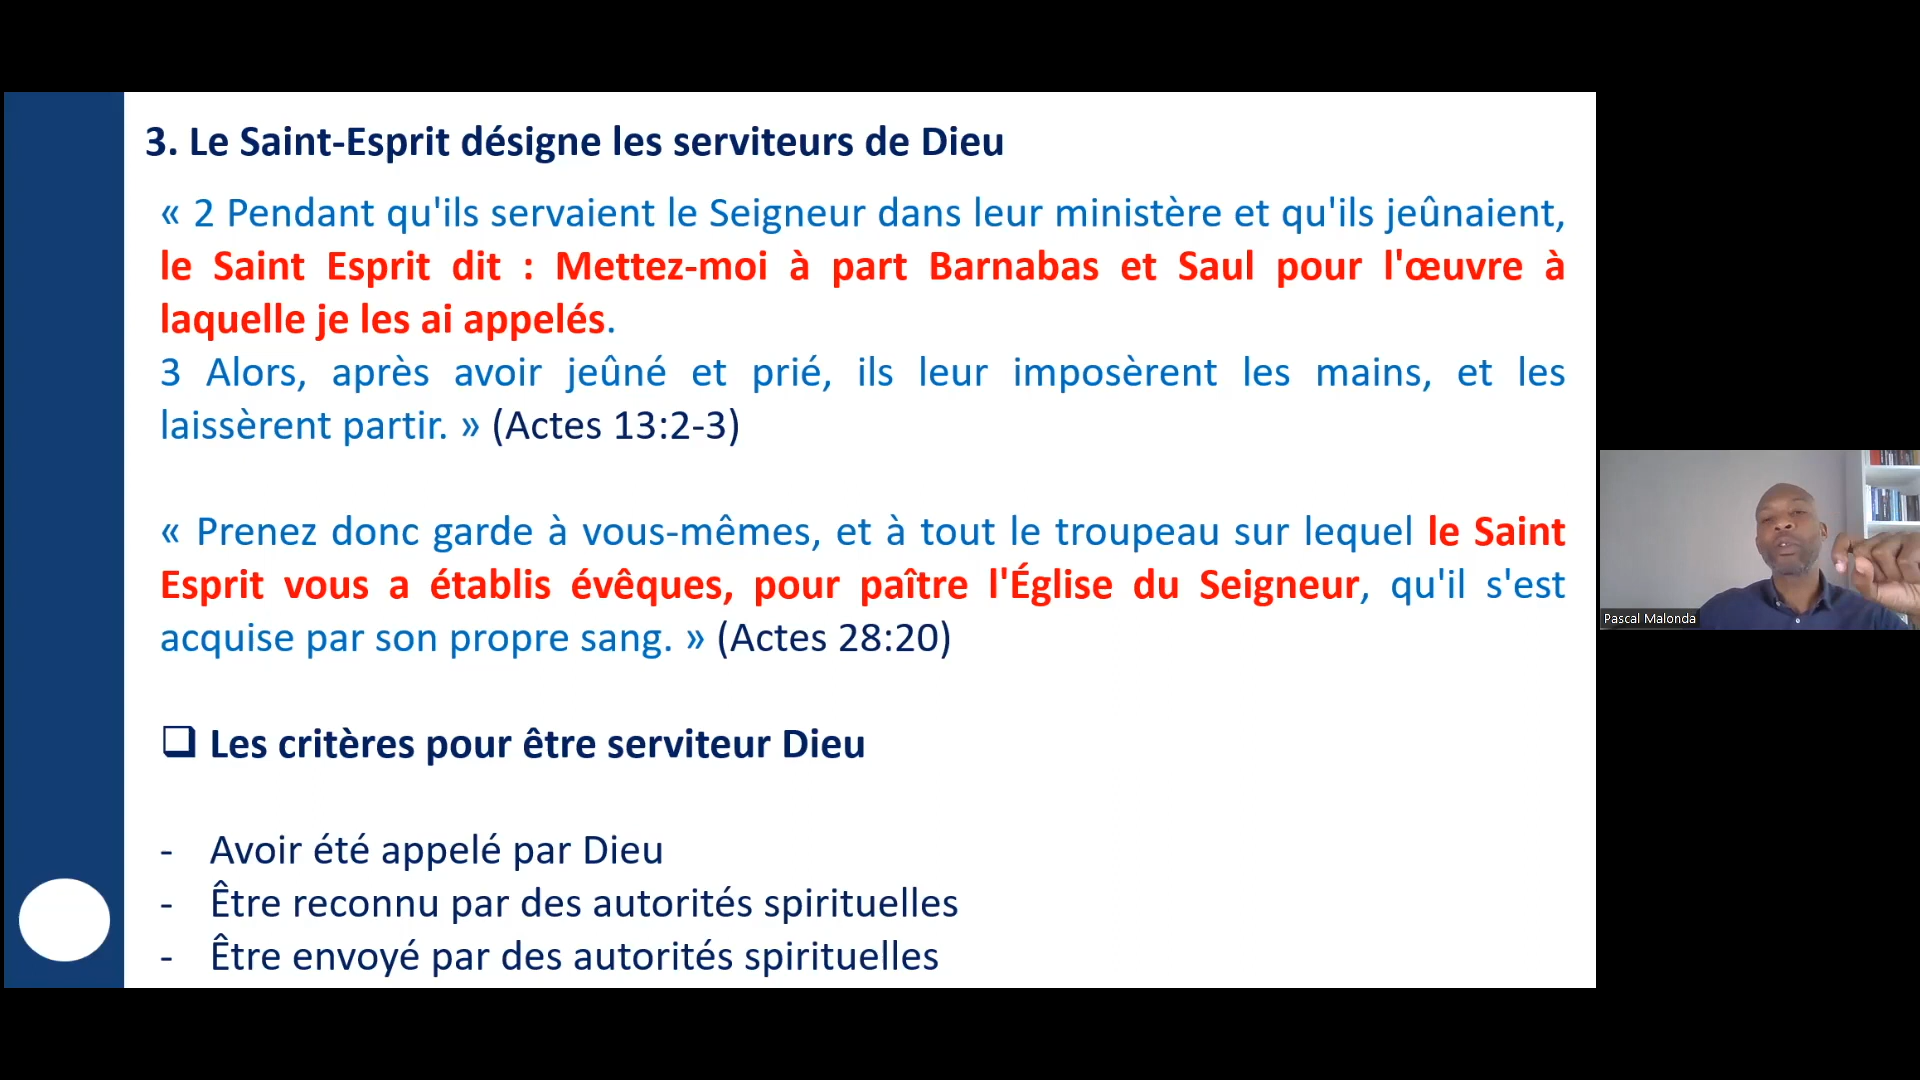 3. Le Saint-Esprit désigne les serviteurs de Dieu
« 2 Pendant qu'ils servaient le Seigneur dans leur ministère et qu'ils jeûnaient,
le Saint Esprit dit : Mettez-moi à part Barnabas et Saul pour l'œuvre à
laquelle je les ai appelés.
3 Alors, après avoir jeûné et prié, ils leur imposèrent les mains, et les
laissèrent partir. » (Actes 13:2-3)
« Prenez donc garde à vous-mêmes, et à tout le troupeau sur lequel le Saint
Esprit vous a établis évêques, pour paître l'Église du Seigneur, qu'il s'est
acquise par son propre sang. » (Actes 28:20)
❑ Les critères pour être serviteur Dieu
- Avoir été appelé par Dieu
- Être reconnu par des autorités spirituelles
- Être envoyé par des autorités spirituelles
Pascal Malonda